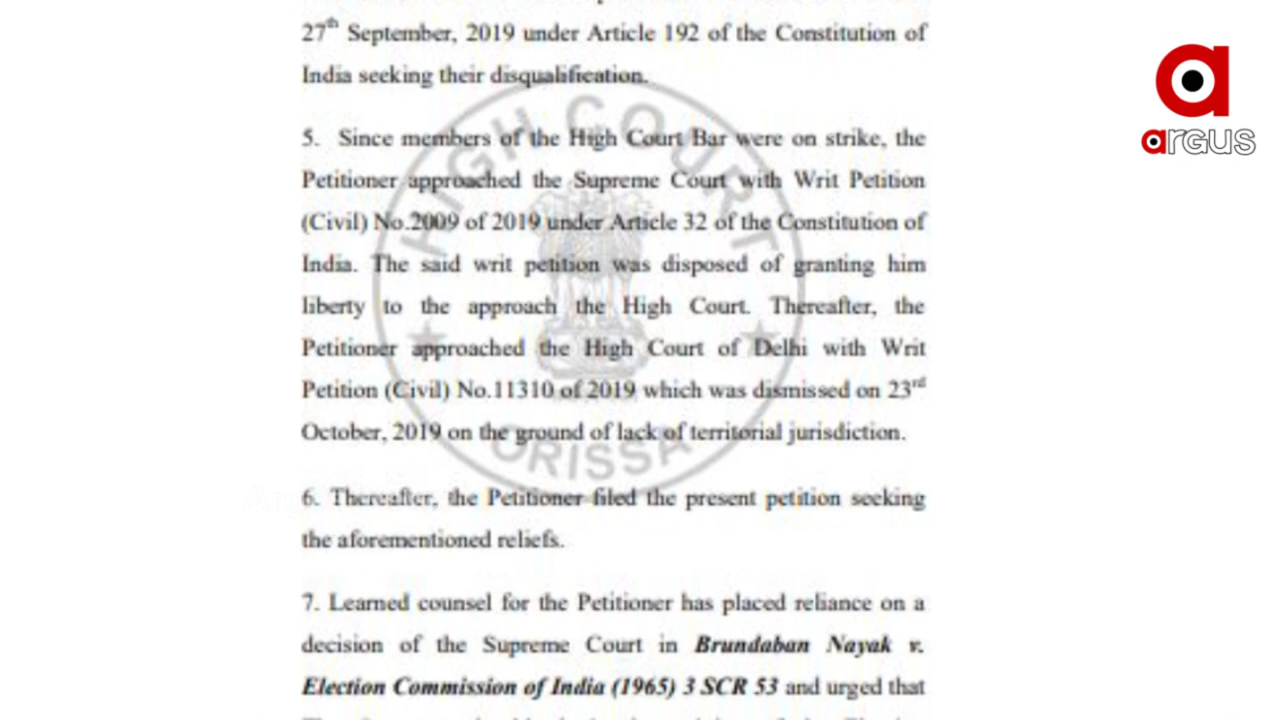 27th September, 2019 under Article 192 of the Constitution of
India seeking their disqualification.
5. Since members of the High Court Bar were on strike, the
Petitioner approached the Supreme Court with Writ Petition
(Civil) No.2009 of 2019 under Article 32 of the Constitution of
India. The said writ petition was disposed of granting him
liberty to the approach the High Court. Thereafter, the
Petitioner approached the High Court of Delhi with Writ
Petition (Civil) No.11310 of 2019 which was dismissed on 23rd
October, 2019 on the ground of lack of territorial jurisdiction.
6. Thereafter, the Petitioner filed the present petition seeking
the aforementioned reliefs.
7. Learned counsel for the Petitioner has placed reliance on a
decision of the Supreme Court in Brundaban Nayak v.
Election Commission of India (1965) 3 SCR 53 and urged that
HIGH COURT
ORISSA
argus